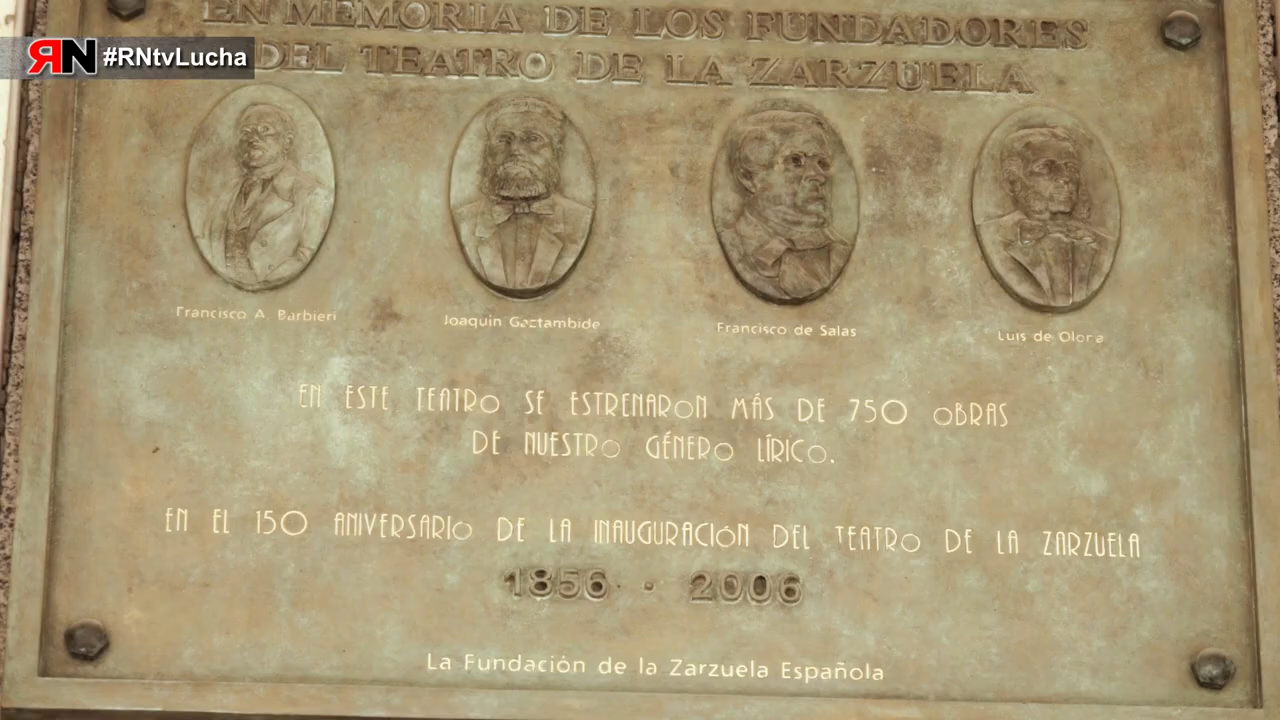 EN MEMORIA DE LOS FUNDADORES
DEL TEATRO DE LA ZARZUELA
RN #RNtvLucha
Francisco A. Barbieri
Joaquín Gaztambide
Francisco de Salas
Luis de Olona
EN ESTE TEATRO SE ESTRENARON MÁS DE 750 OBRAS
DE NUESTRO GÉNERO LÍRICO.
EN EL 150 ANIVERSARIO DE LA INAUGURACIÓN DEL TEATRO DE LA ZARZUELA
1856 · 2006
La Fundación de la Zarzuela Española